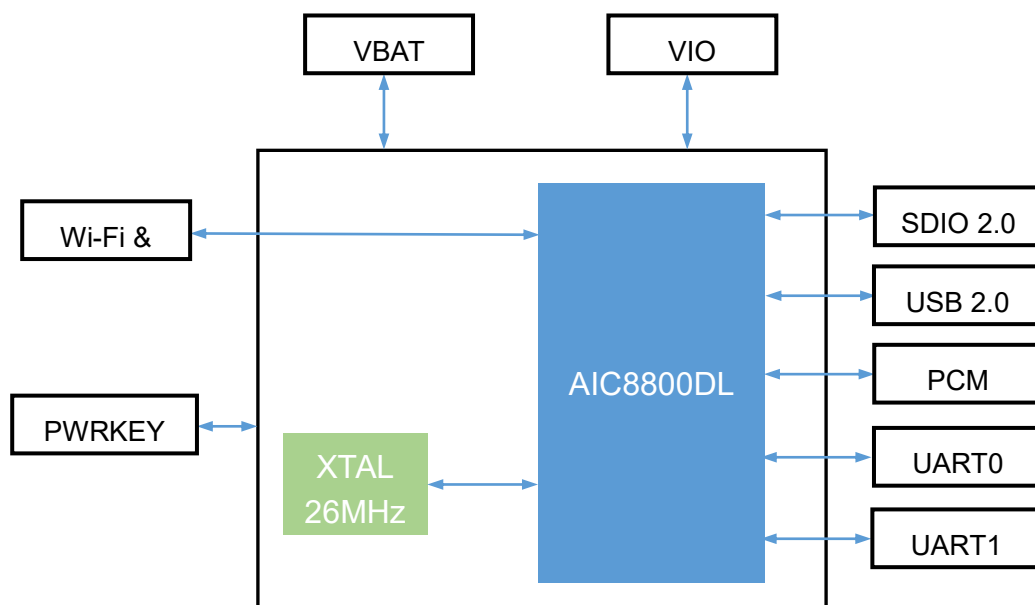 VBAT
VIO
Wi-Fi &
SDIO 2.0
USB 2.0
AIC8800DL
PCM
PWRKEY
XTAL
26MHz
UART0
UART1